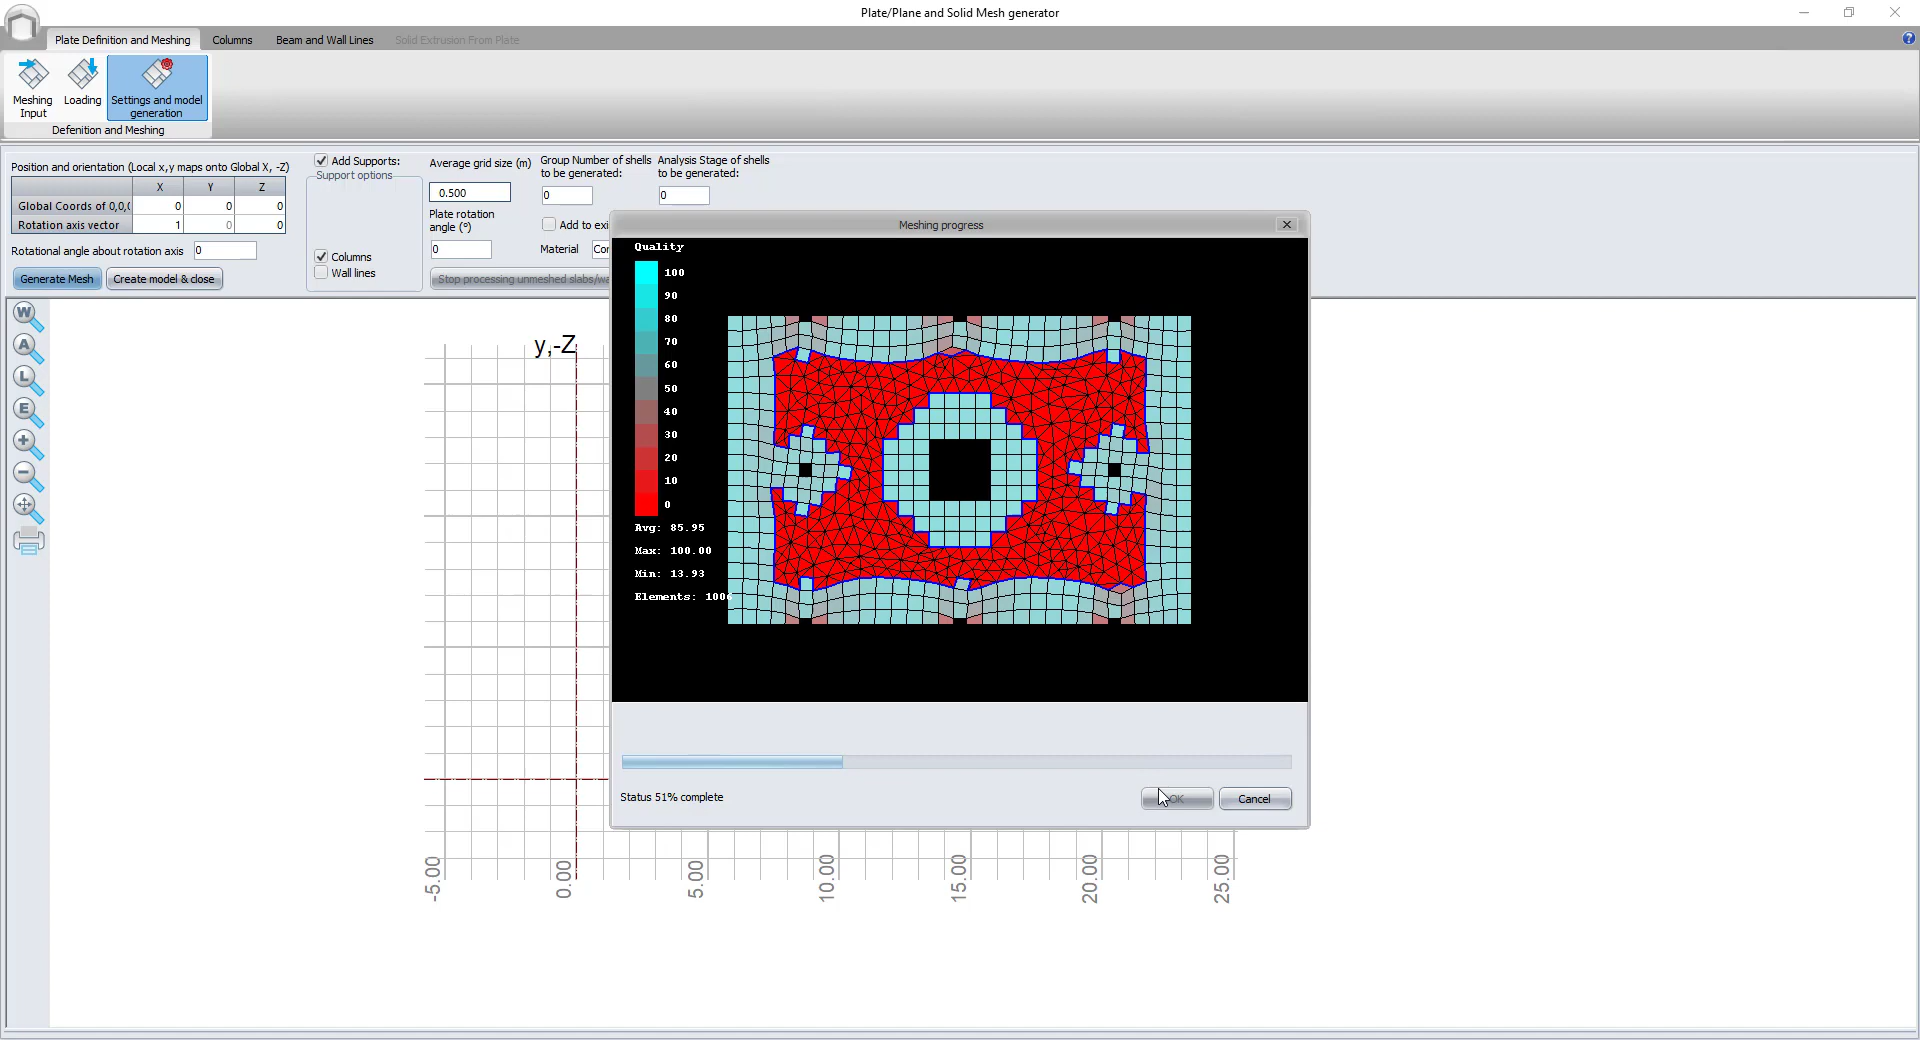 Plate/Plane and Solid Mesh generator
Plate Definition and Meshing
Columns
Beam and Wall Lines
Solid Extrusion From Plate
Meshing
Input
Loading
Settings and model
generation
Defenition and Meshing
Position and orientation (Local x,y maps onto Global X, -Z)
X Y Z
Global Coords of 0,0,( 0 0 0
Rotation axis vector 1 0 0
Rotational angle about rotation axis 0
Generate Mesh
Create model & close
Add Supports:
Support options
Columns
Wall lines
Average grid size (m)
0.500
Plate rotation
angle (°)
0
Group Number of shells
to be generated:
0
Analysis Stage of shells
to be generated:
0
Add to exi
Material Cor
Stop processing unmeshed slabs/wa
W
A
L
E
y,-Z
Meshing progress
Quality
100
90
80
70
60
50
40
30
20
10
0
Avg: 85.95
Max: 100.00
Min: 13.93
Elements: 1006
Status 51% complete
OK
Cancel
-5.00
0.00
5.00
10.00
15.00
20.00
25.00